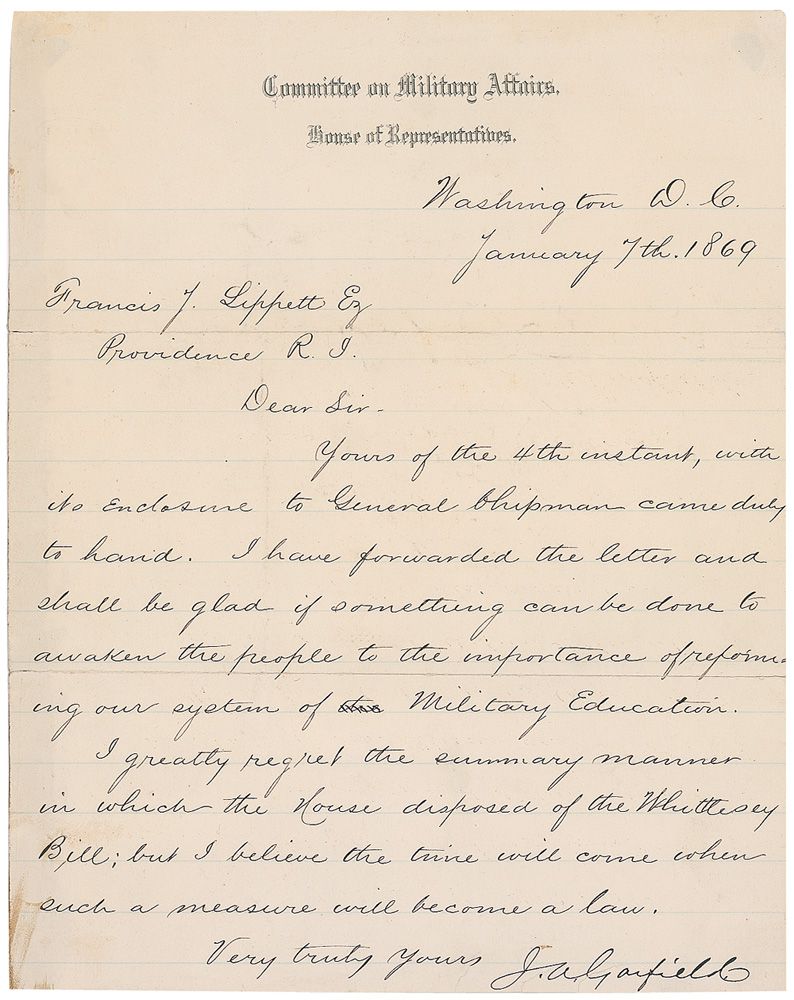 Committee on Military Affairs,
House of Representatives.
Washington D. C.
January 7th. 1869
Francis J. Lippett Ez
Providence R. I.
Dear Sir-
Yours of the 4th instant, with
its enclosure to General Chipman came duly
to hand. I have forwarded the letter and
shall be glad if something can be done to
awaken the people to the importance of reform-
ing our system of Military Education.
I greatly regret the summary manner
in which the House disposed of the Whittlesey
Bill; but I believe the time will come when
such a measure will become a law.
Very truly Yours J. A. Garfield